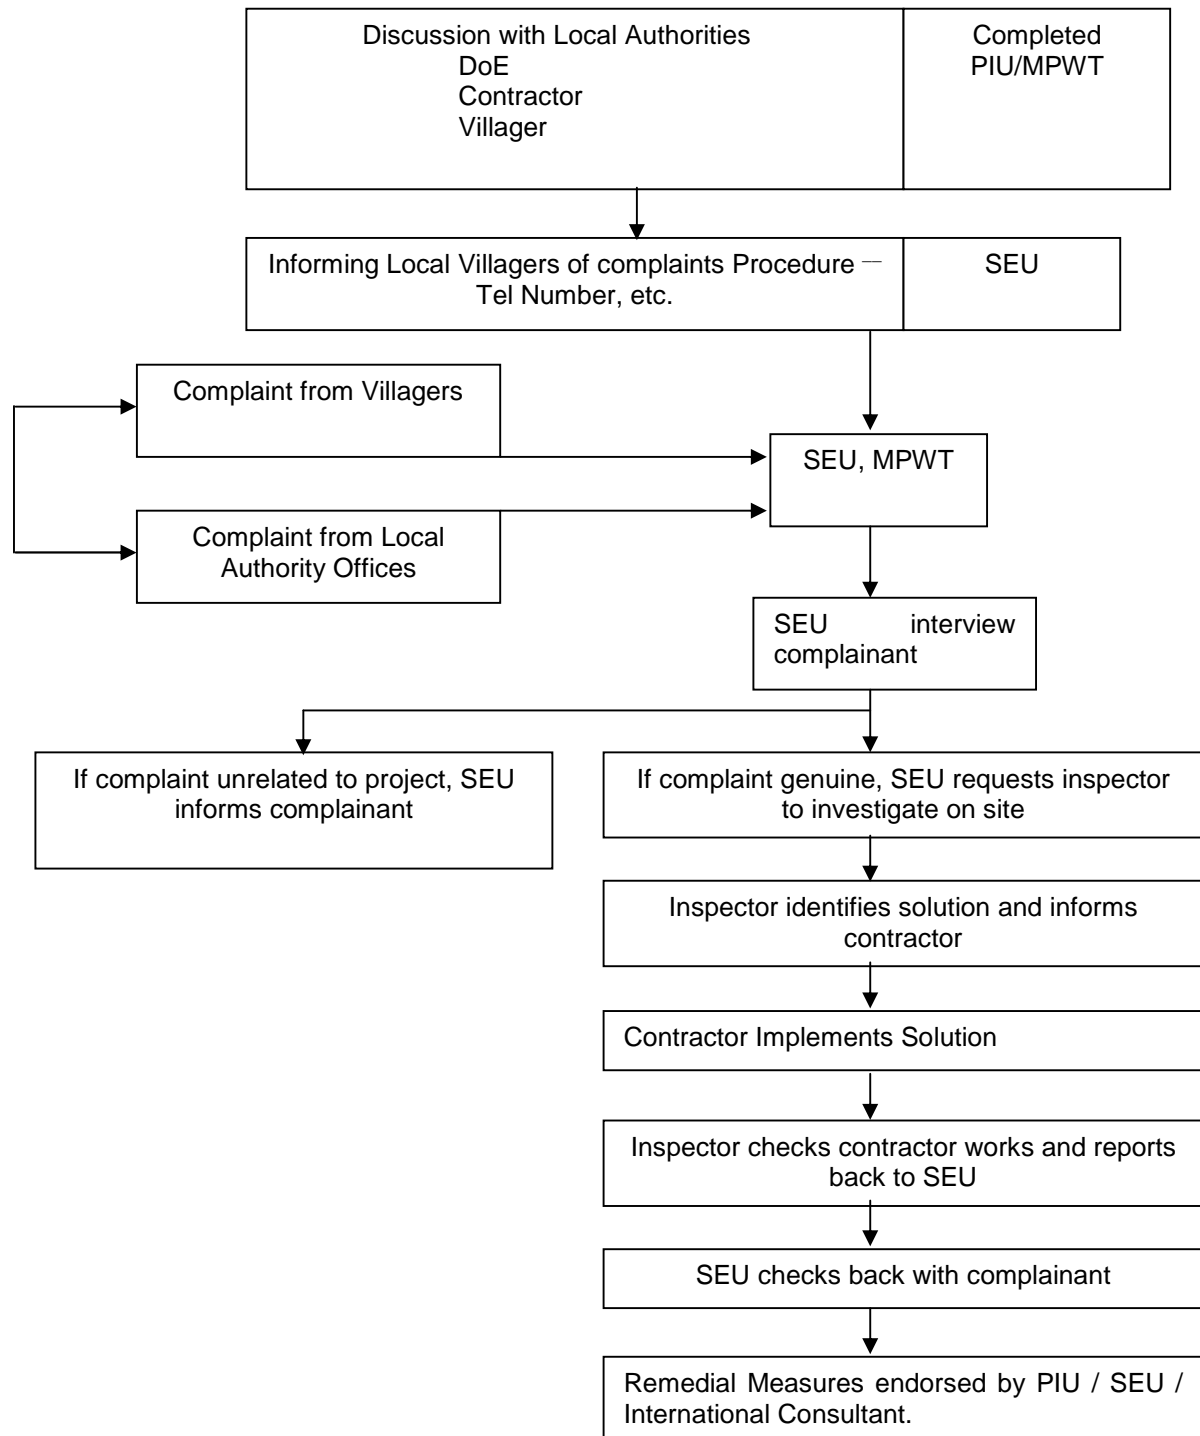 Discussion with Local Authorities
DoE
Contractor
Villager
Completed
PIU/MPWT
Informing Local Villagers of complaints Procedure —
Tel Number, etc.
SEU
Complaint from Villagers
SEU, MPWT
Complaint from Local
Authority Offices
SEU interview
complainant
If complaint unrelated to project, SEU
informs complainant
If complaint genuine, SEU requests inspector
to investigate on site
Inspector identifies solution and informs
contractor
Contractor Implements Solution
Inspector checks contractor works and reports
back to SEU
SEU checks back with complainant
Remedial Measures endorsed by PIU / SEU /
International Consultant.